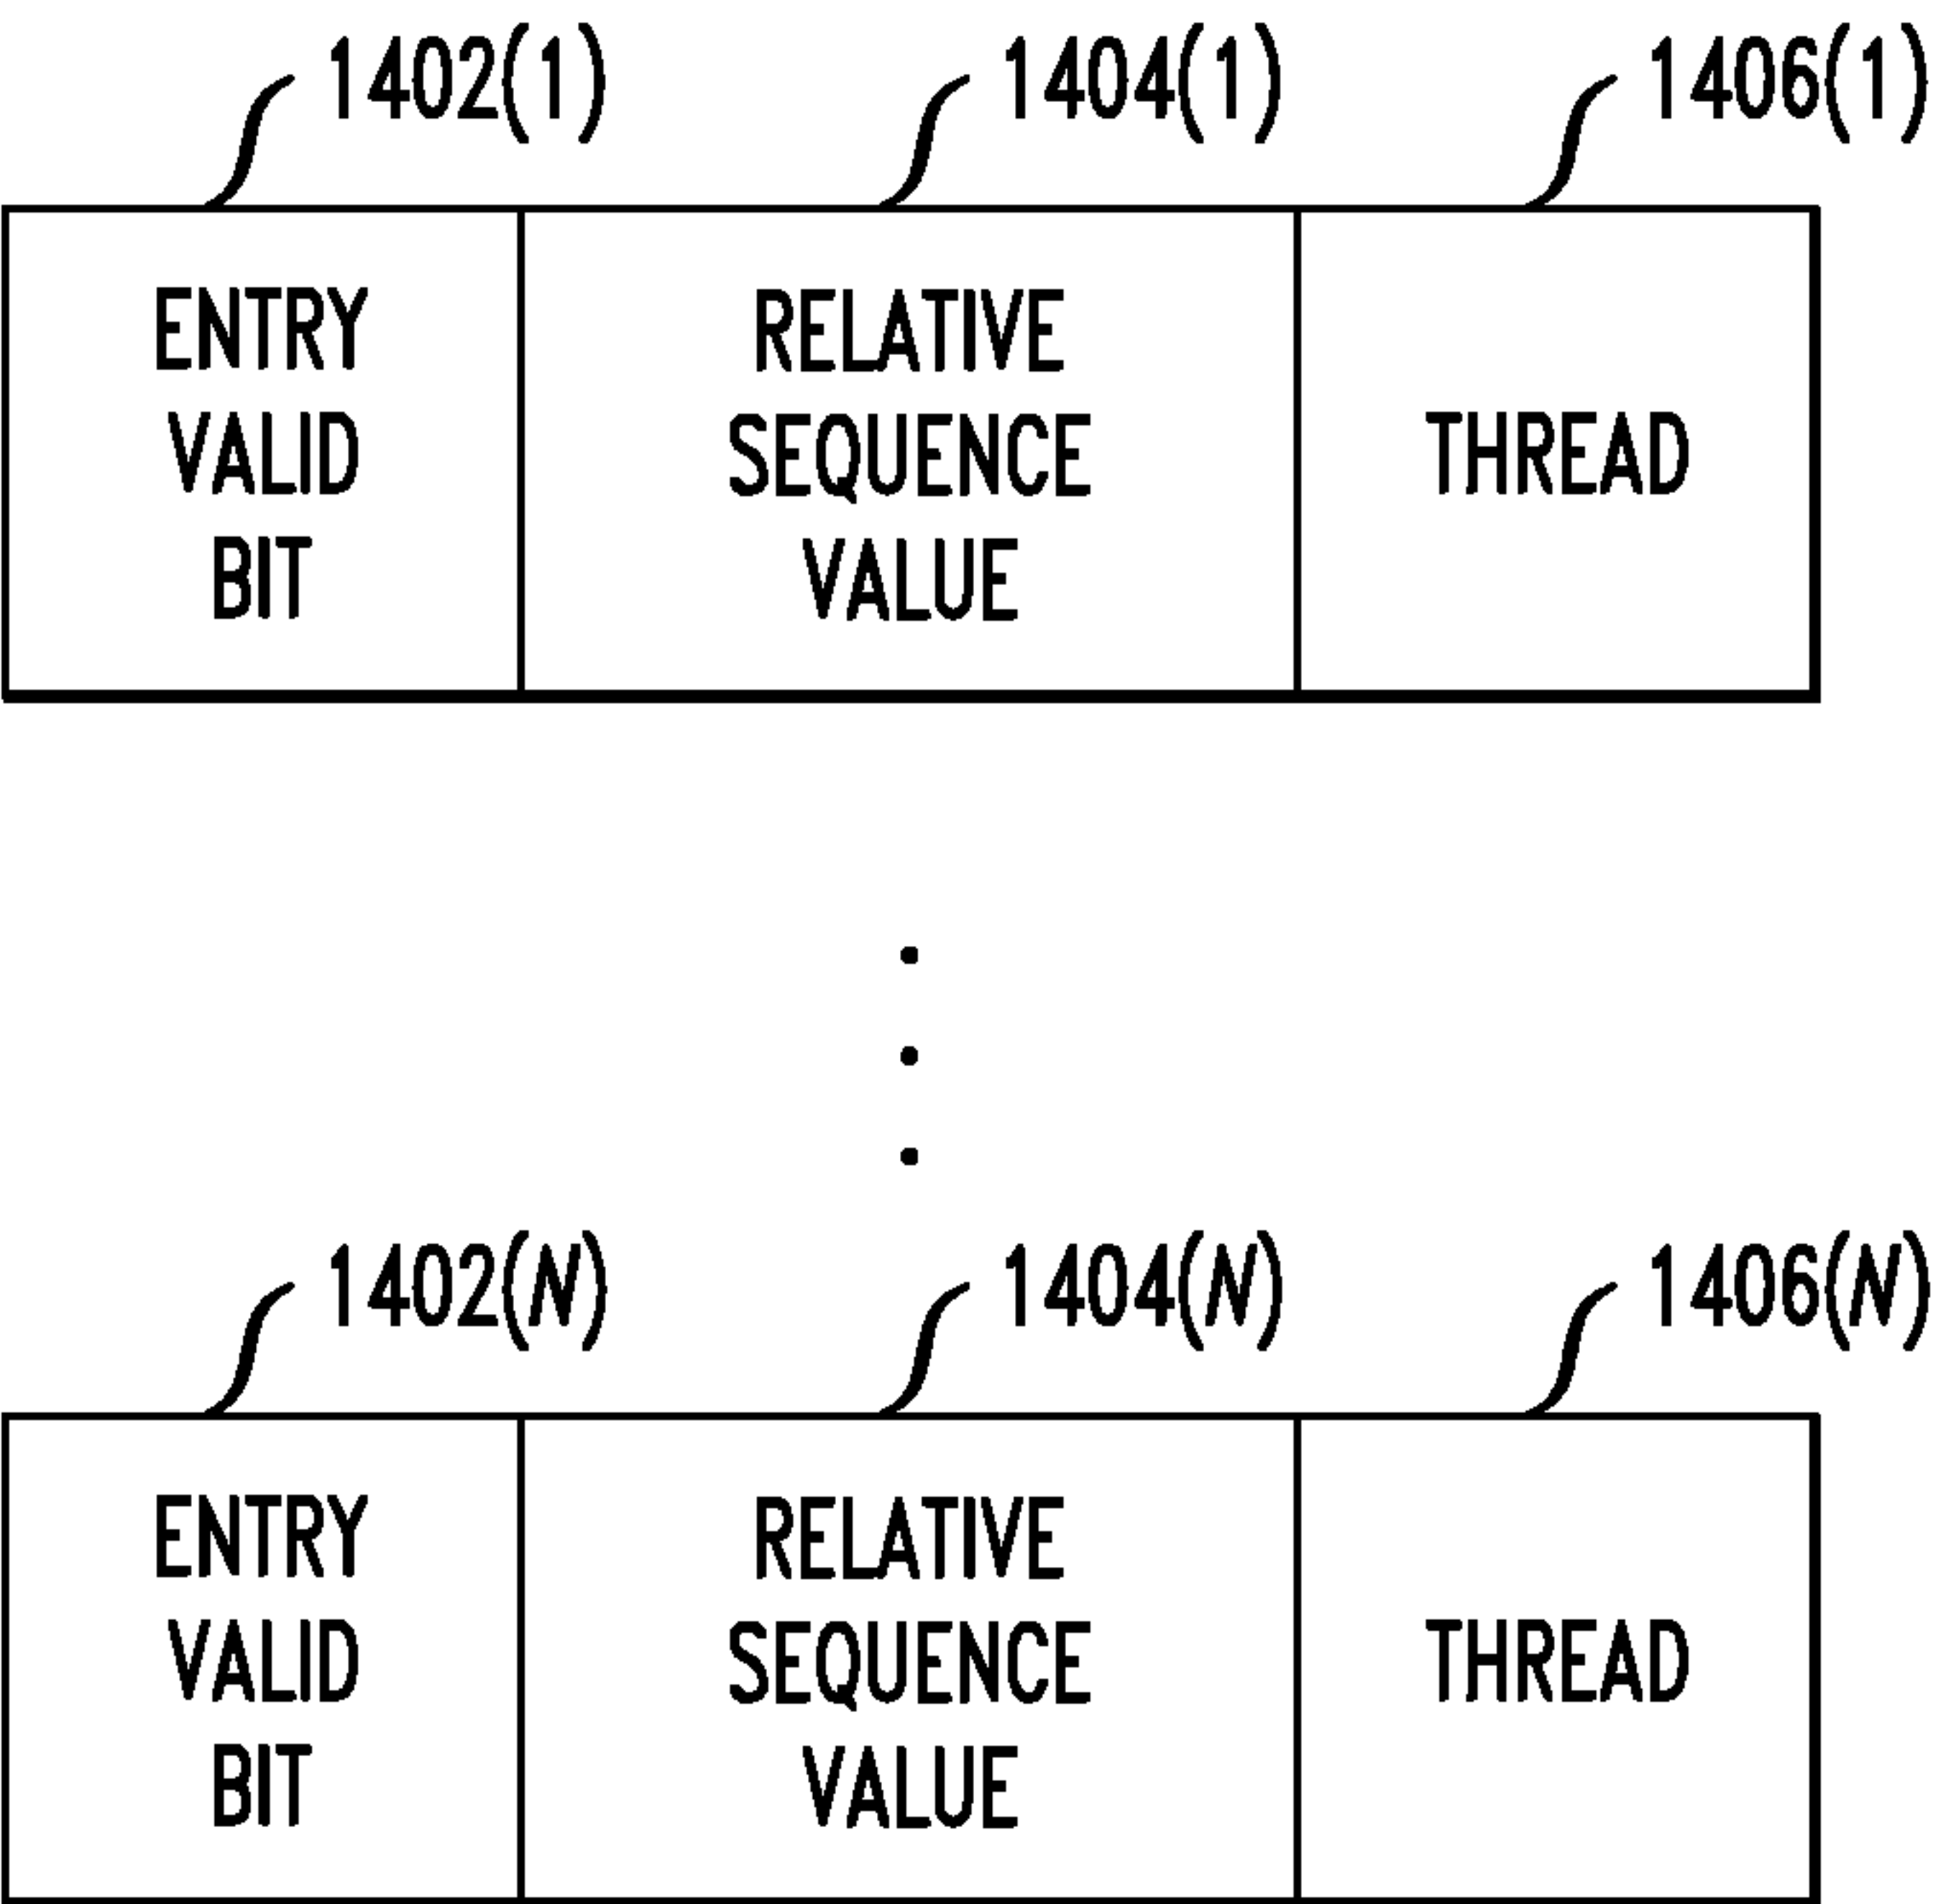 1402(1) 1404(1) 1406(1)
ENTRY
VALID
BIT
RELATIVE
SEQUENCE
VALUE
THREAD
1402(N) 1404(N) 1406(N)
ENTRY
VALID
BIT
RELATIVE
SEQUENCE
VALUE
THREAD